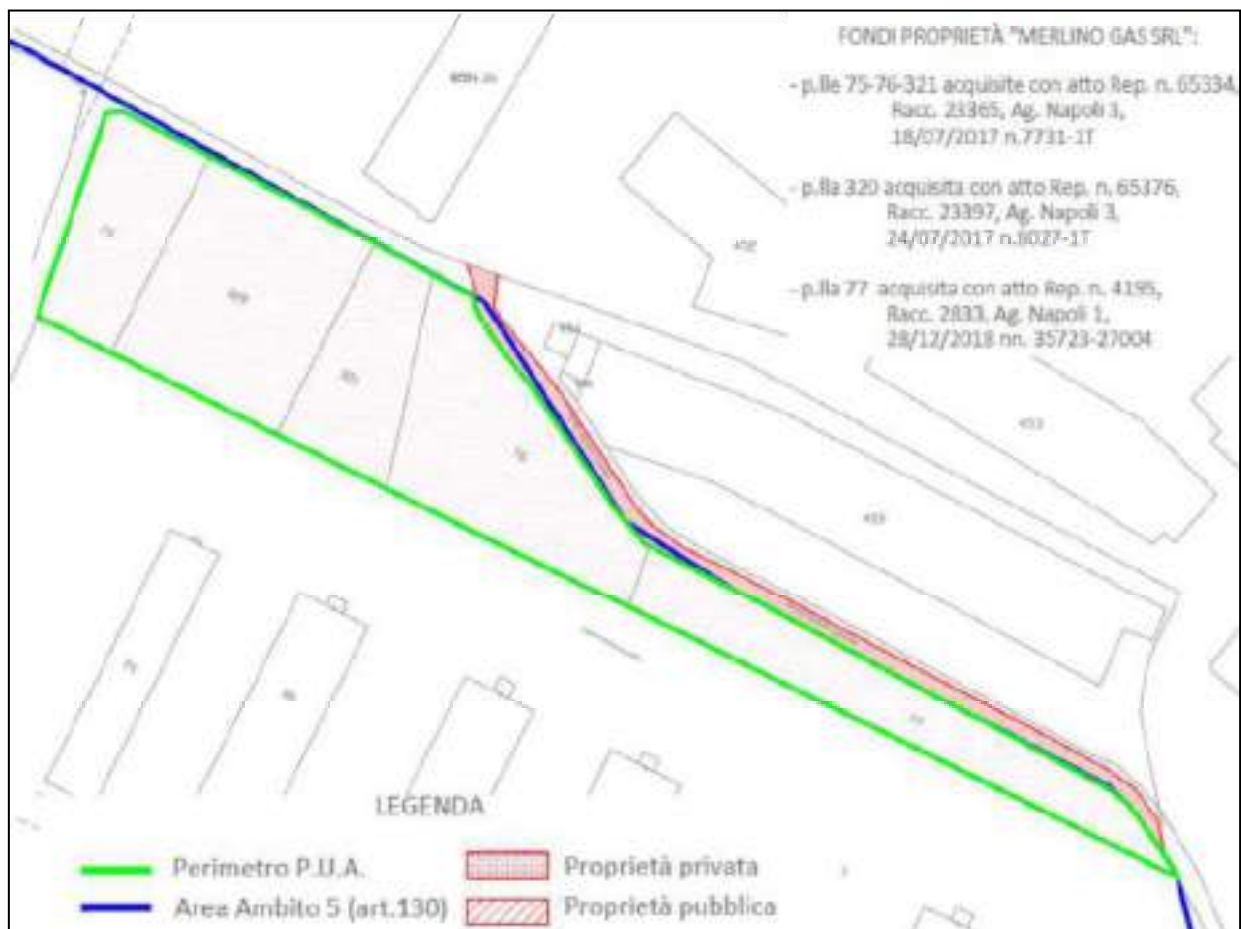 FONDI PROPRIETÀ "MERLINO GAS SRL":
- p.lle 75-76-321 acquisite con atto Rep. n. 65334,
Racc. 23365, Ag. Napoli 3,
18/07/2017 n.7731-1T
- p.lla 320 acquisita con atto Rep. n. 65376,
Racc. 23397, Ag. Napoli 3,
24/07/2017 n.8027-1T
- p.lla 77 acquisita con atto Rep. n. 4195,
Racc. 2833, Ag. Napoli 1,
28/12/2018 nn. 35723-27004
452
453
459
LEGENDA
Perimetro P.U.A.
Proprietà privata
Area Ambito 5 (art.130)
Proprietà pubblica